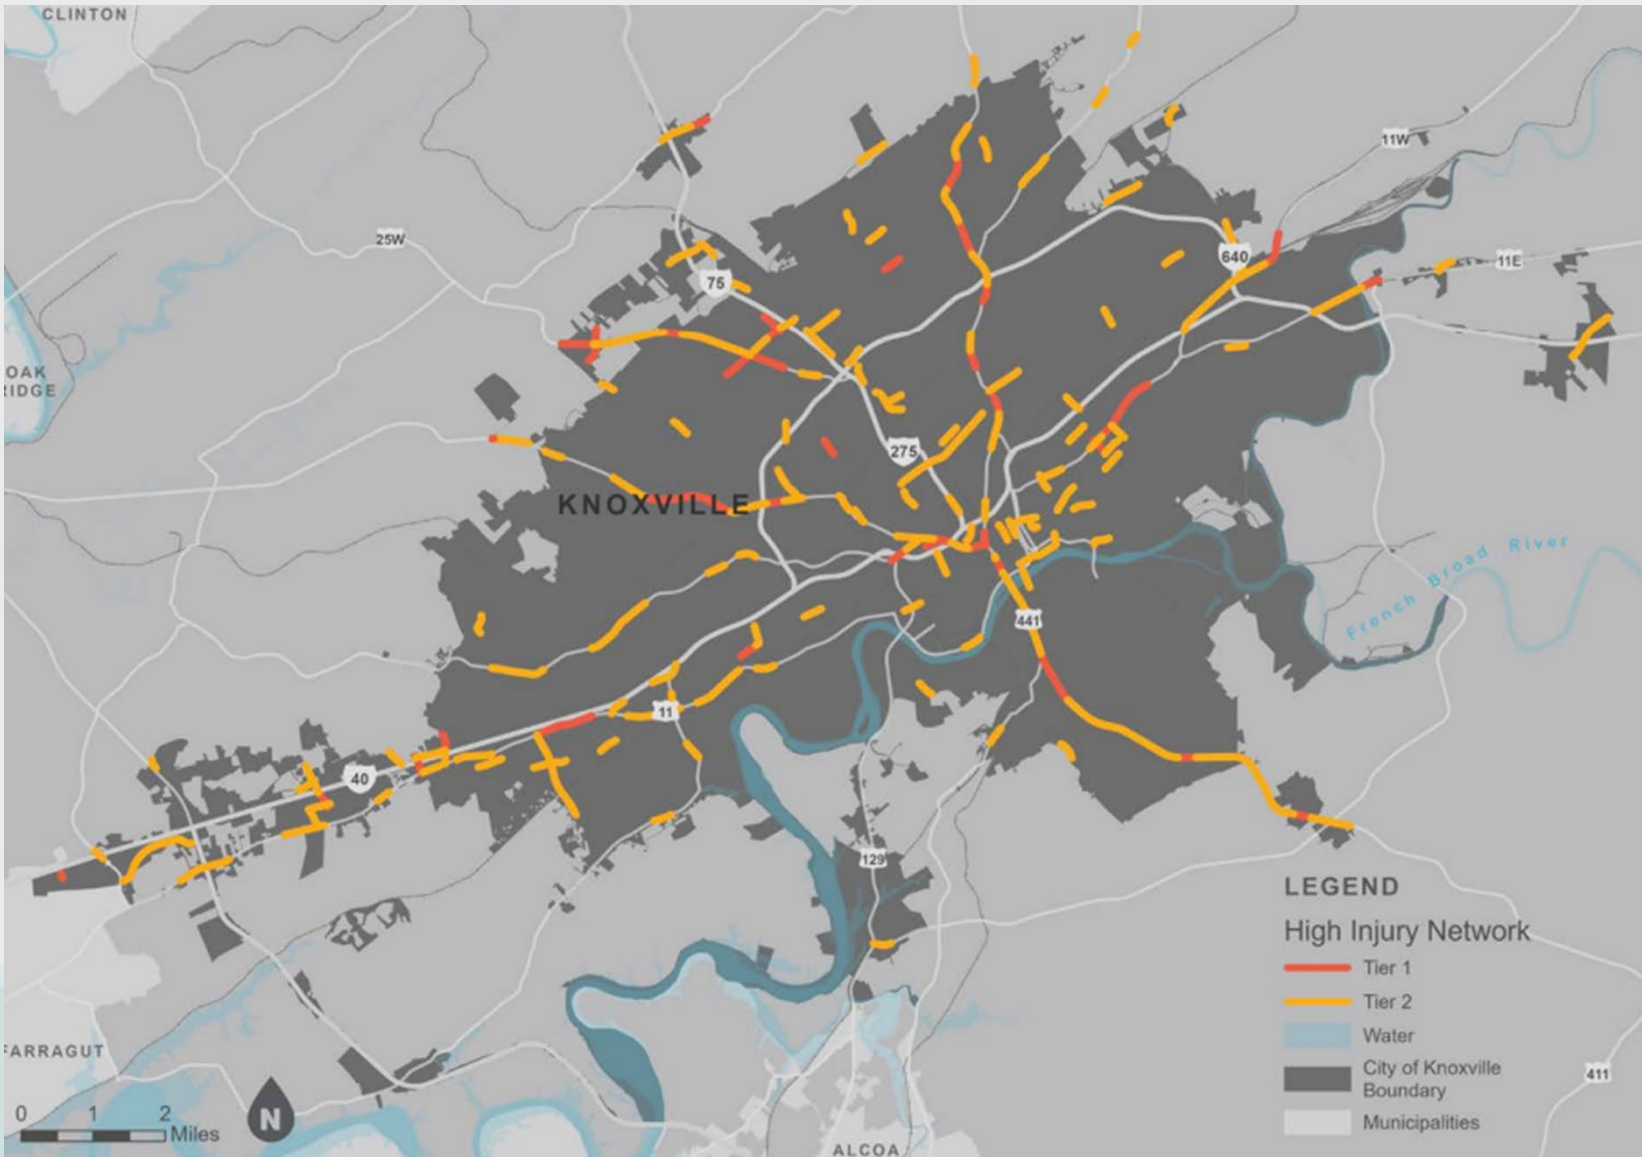 CLINTON
11W
25W
640
11E
75
OAK
RIDGE
275
KNOXVILLE
French Broad River
441
11
40
129
LEGEND
High Injury Network
Tier 1
Tier 2
Water
City of Knoxville
Boundary
Municipalities
FARRAGUT
411
0 1 2
Miles
N
ALCOA